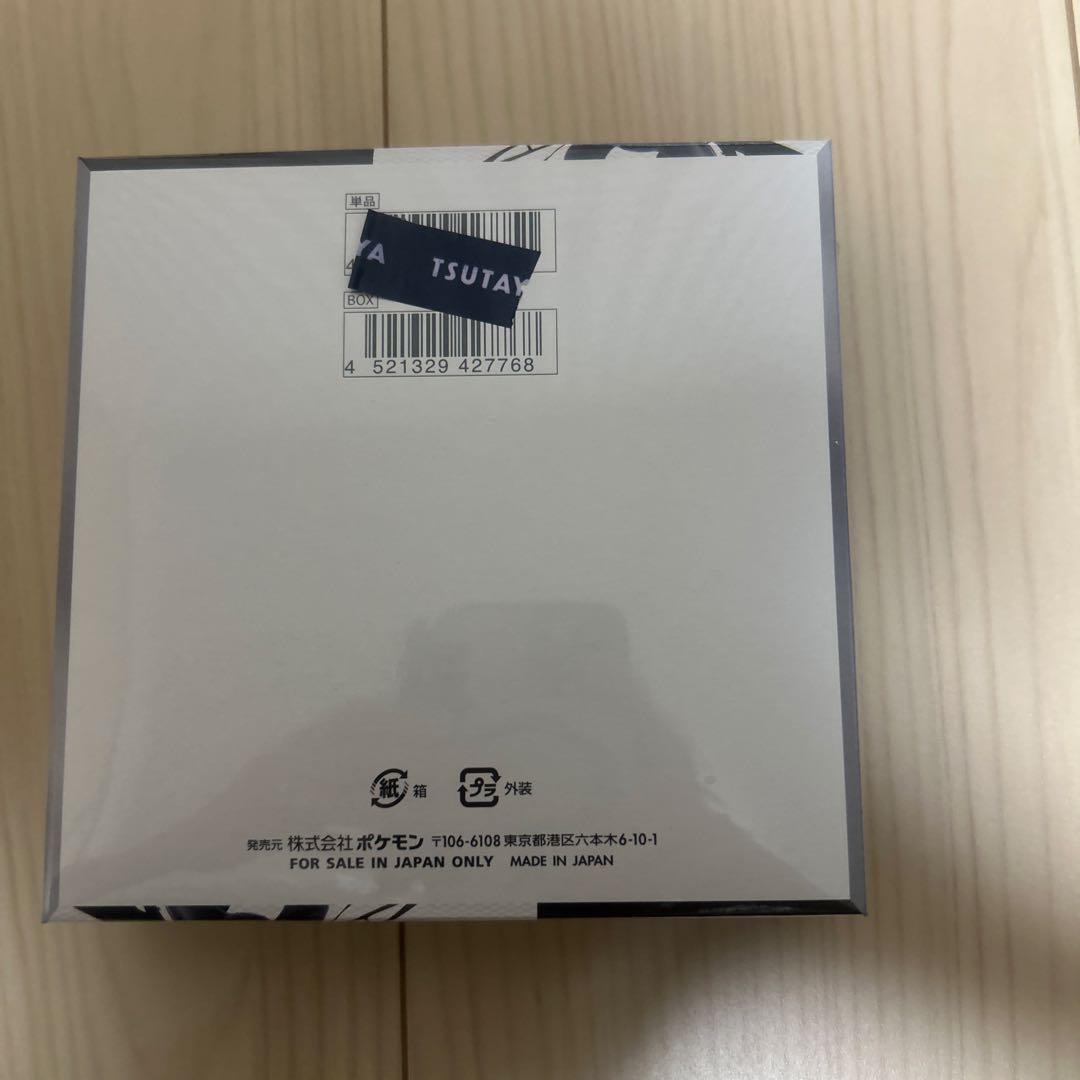 単品
YA TSUTAY
4
BOX
4 521329 427768
紙 箱 プラ 外装
発売元 株式会社 ポケモン 〒106-6108 東京都港区六本木6-10-1
FOR SALE IN JAPAN ONLY MADE IN JAPAN